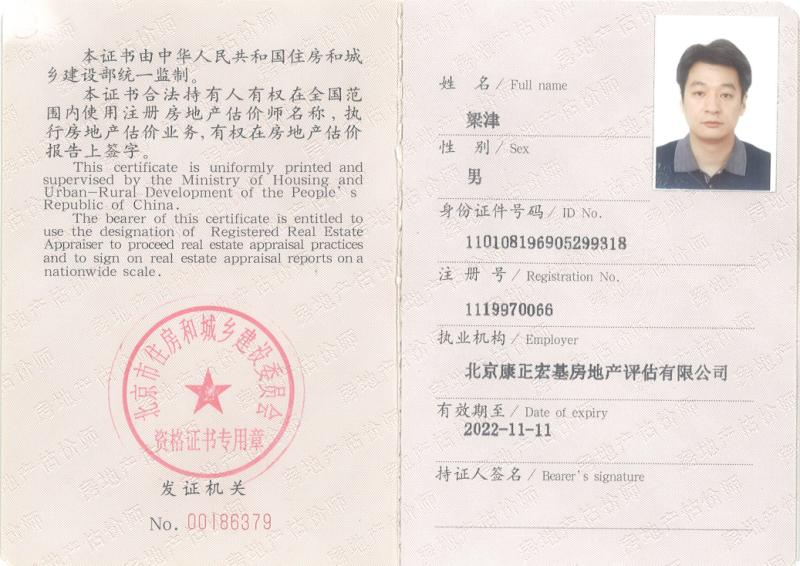 本证书由中华人民共和国住房和城
乡建设部统一监制。
本证书合法持有人有权在全国范
围内使用注册房地产估价师名称，执
行房地产估价业务，有权在房地产估价
报告上签字。
This certificate is uniformly printed and
supervised by the Ministry of Housing and
Urban-Rural Development of the People's
Republic of China.
The bearer of this certificate is entitled to
use the designation of Registered Real Estate
Appraiser to proceed real estate appraisal practices
and to sign on real estate appraisal reports on a
nationwide scale.
北京市住房和城乡建设委员会
资格证书专用章
发证机关
No. 00186379
姓 名/Full name
梁津
性 别/Sex
男
身份证件号码/ID No.
110108196905299318
注 册 号/Registration No.
1119970066
执业机构/Employer
北京康正宏基房地产评估有限公司
有效期至/Date of expiry
2022-11-11
持证人签名/Bearer's signature